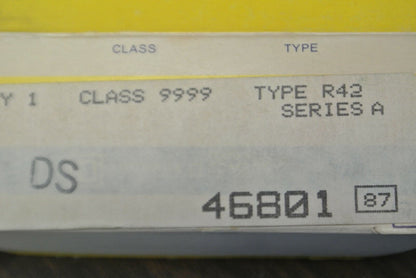 CLASS TYPE
Y 1 CLASS 9999 TYPE R42
SERIES A
DS
46801 87